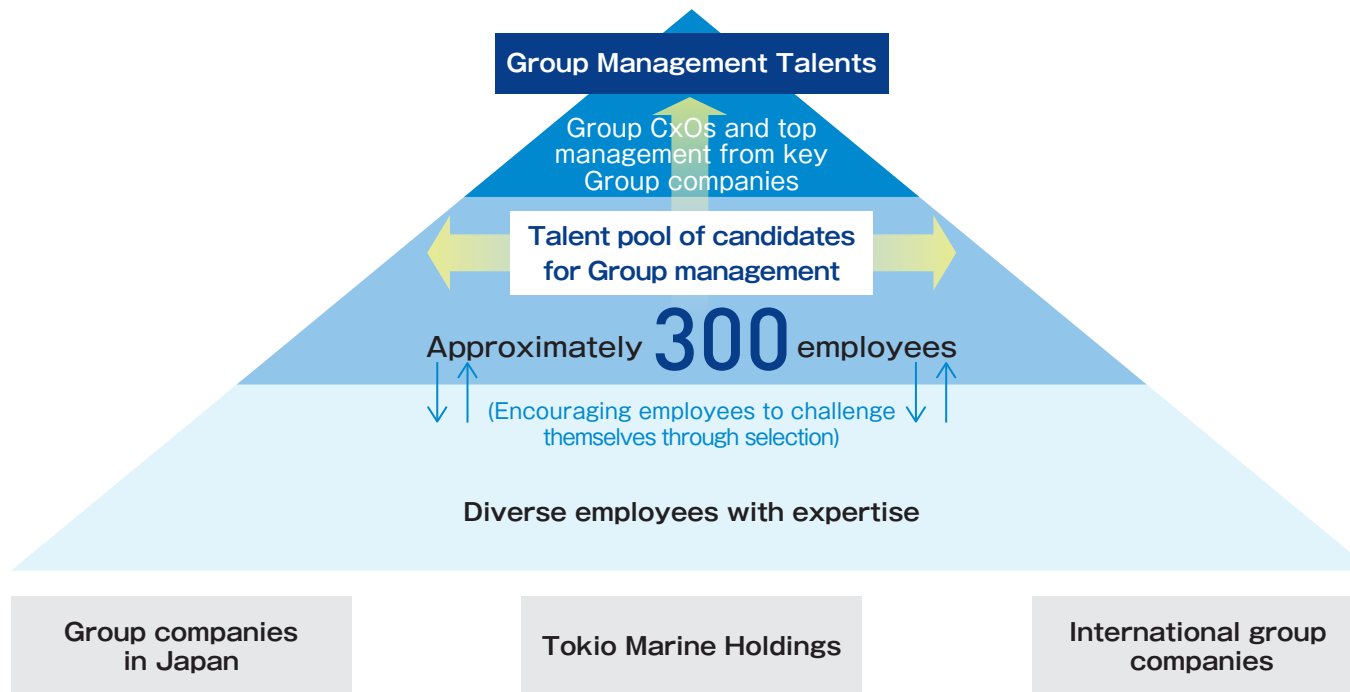 Group Management Talents
Group CxOs and top
management from key
Group companies
Talent pool of candidates
for Group management
Approximately 300 employees
(Encouraging employees to challenge
themselves through selection)
Diverse employees with expertise
Group companies
in Japan
Tokio Marine Holdings
International group
companies